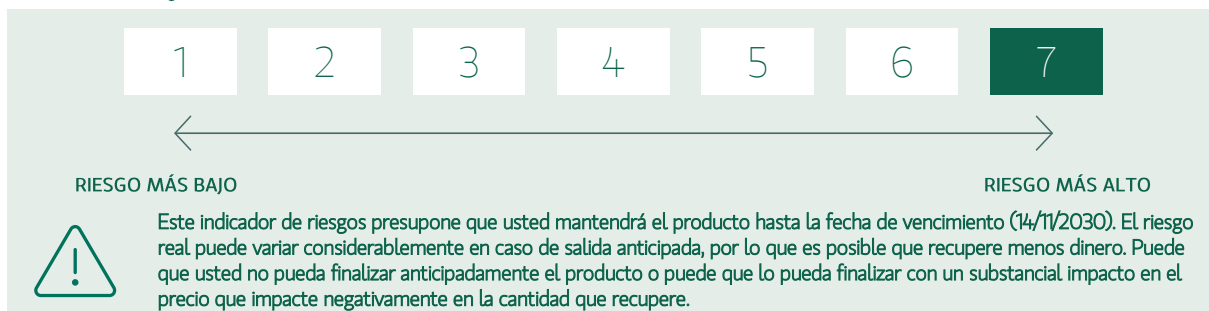 1 2 3 4 5 6 7
RIESGO MÁS BAJO RIESGO MÁS ALTO
Este indicador de riesgos presupone que usted mantendrá el producto hasta la fecha de vencimiento (14/11/2030). El riesgo
real puede variar considerablemente en caso de salida anticipada, por lo que es posible que recupere menos dinero. Puede
que usted no pueda finalizar anticipadamente el producto o puede que lo pueda finalizar con un substancial impacto en el
precio que impacte negativamente en la cantidad que recupere.